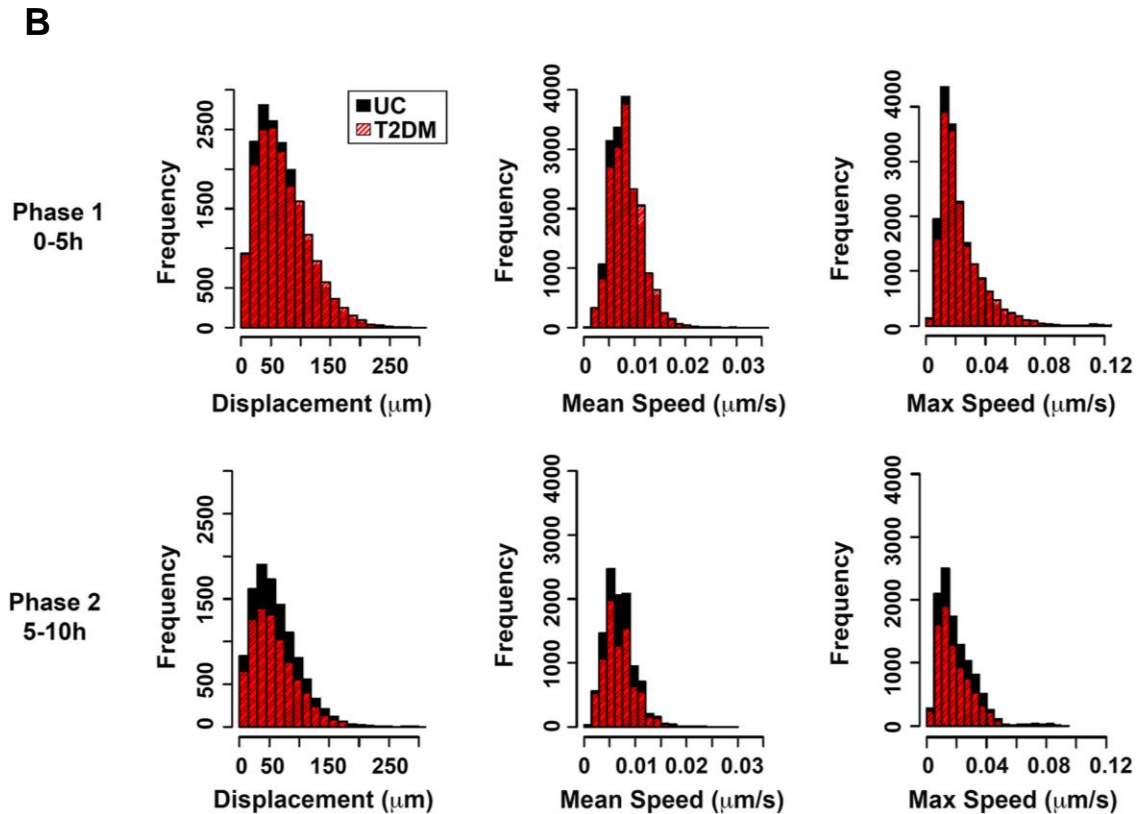 B
UC
T2DM
Phase 1
0-5h
Frequency
0
500
1500
2500
0
50
150
250
Displacement (μm)
Frequency
0
1000
2000
3000
4000
0
0.01
0.02
0.03
Mean Speed (μm/s)
Frequency
0
1000
2000
3000
4000
0
0.04
0.08
0.12
Max Speed (μm/s)
Phase 2
5-10h
Frequency
0
500
1500
2500
0
50
150
250
Displacement (μm)
Frequency
0
1000
2000
3000
4000
0
0.01
0.02
0.03
Mean Speed (μm/s)
Frequency
0
1000
2000
3000
4000
0
0.04
0.08
0.12
Max Speed (μm/s)